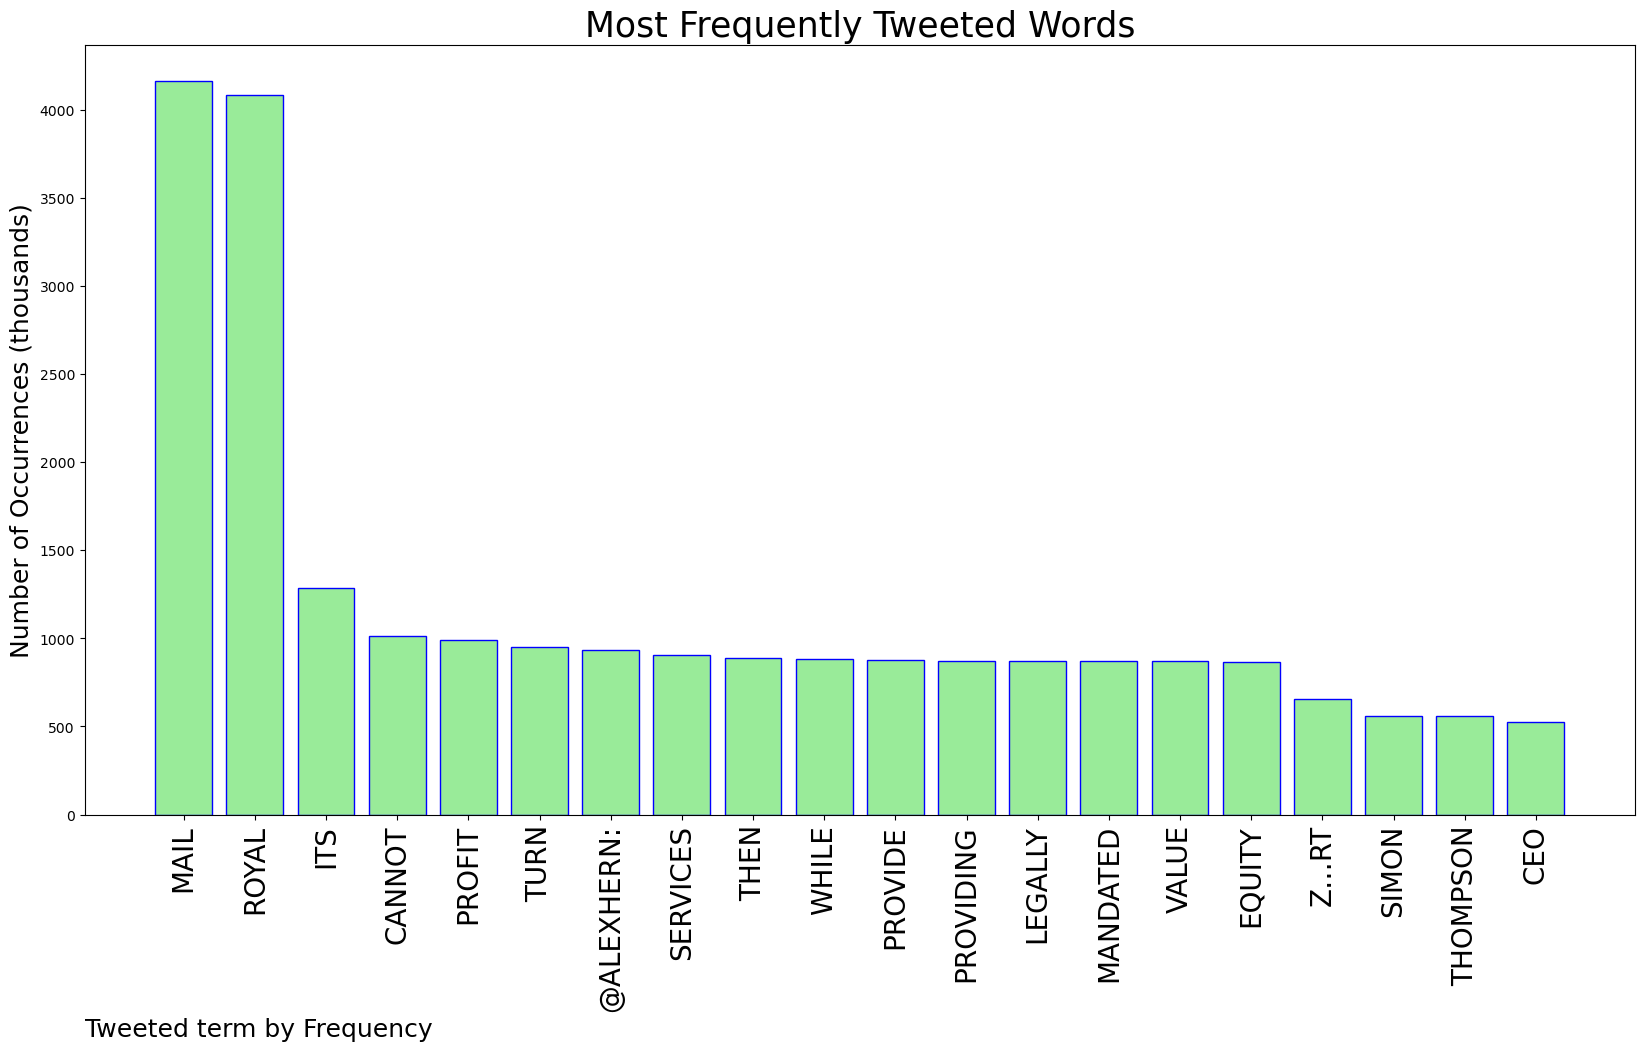 Most Frequently Tweeted Words
Number of Occurrences (thousands)
4000
3500
3000
2500
2000
1500
1000
500
0
MAIL
ROYAL
ITS
CANNOT
PROFIT
TURN
@ALEXHERN:
SERVICES
THEN
WHILE
PROVIDE
PROVIDING
LEGALLY
MANDATED
VALUE
EQUITY
Z…RT
SIMON
THOMPSON
CEO
Tweeted term by Frequency